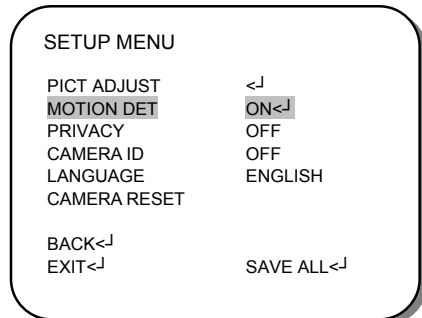 SETUP MENU
PICT ADJUST <┘
MOTION DET ON<┘
PRIVACY OFF
CAMERA ID OFF
LANGUAGE ENGLISH
CAMERA RESET
BACK<┘
EXIT<┘ SAVE ALL<┘